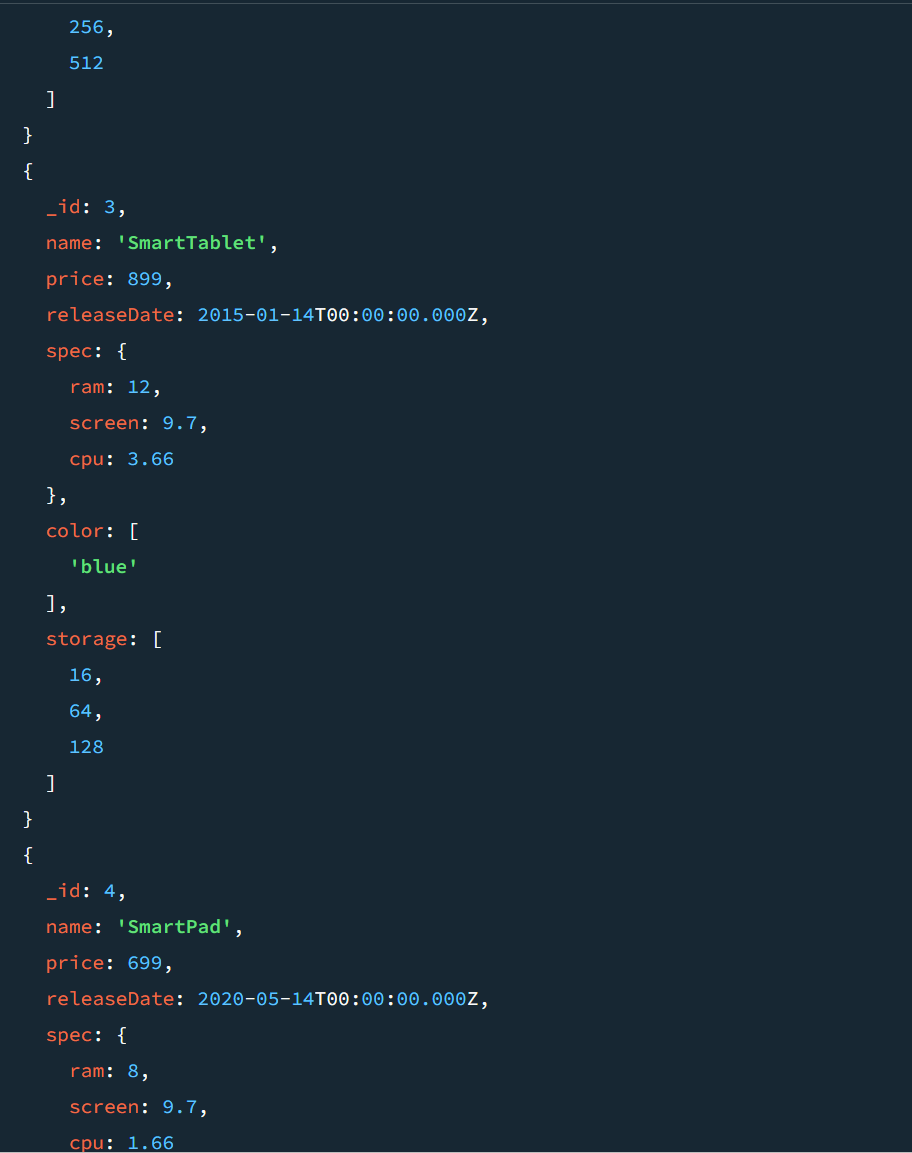 256,
512
]
}
{
_id: 3,
name: 'SmartTablet',
price: 899,
releaseDate: 2015-01-14T00:00:00.000Z,
spec: {
ram: 12,
screen: 9.7,
cpu: 3.66
},
color: [
'blue'
],
storage: [
16,
64,
128
]
}
{
_id: 4,
name: 'SmartPad',
price: 699,
releaseDate: 2020-05-14T00:00:00.000Z,
spec: {
ram: 8,
screen: 9.7,
cpu: 1.66